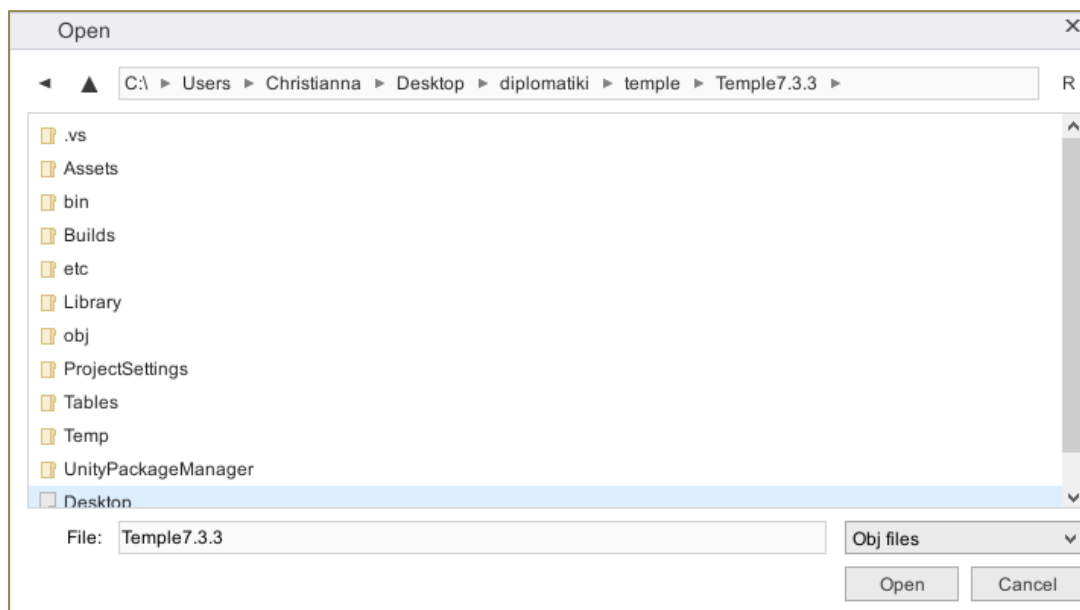 Open
C:\ Users Christianna Desktop diplomatiki temple Temple7.3.3 R
.vs
Assets
bin
Builds
etc
Library
obj
ProjectSettings
Tables
Temp
UnityPackageManager
Desktop
File: Temple7.3.3 Obj files
Open Cancel